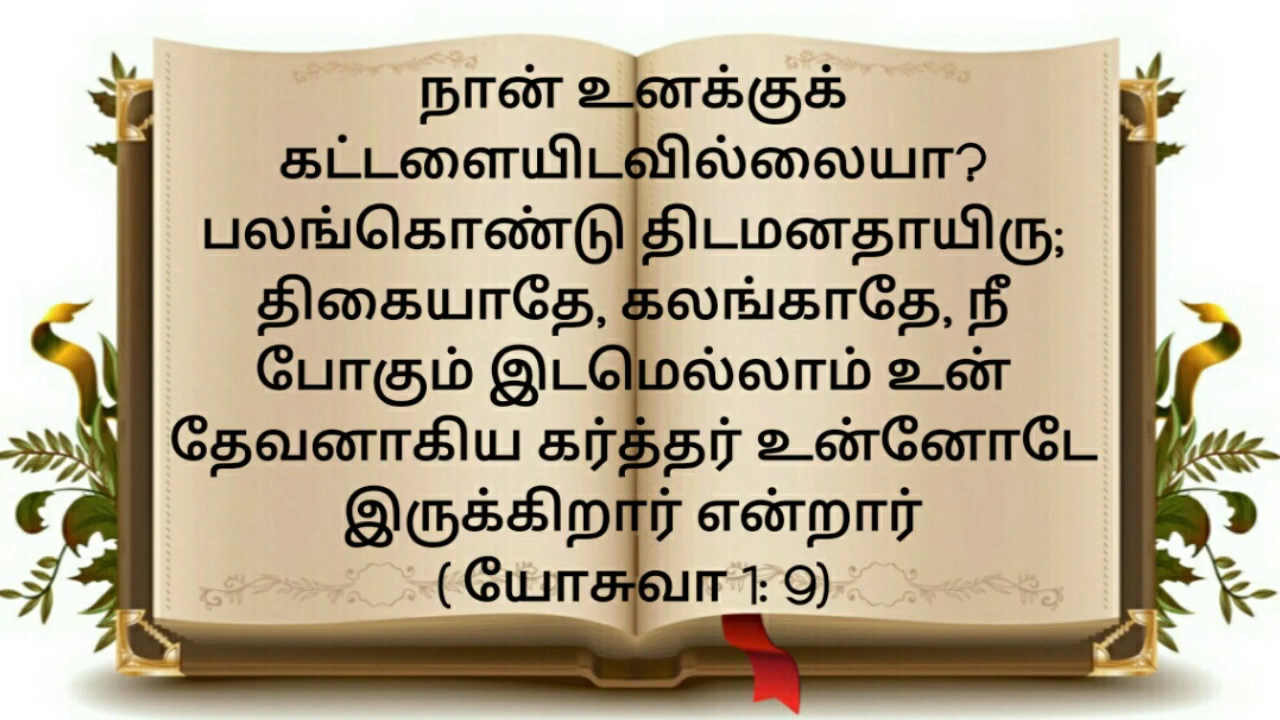 நான் உனக்குக்
கட்டளையிடவில்லையா?
பலங்கொண்டு திடமனதாயிரு;
திகையாதே, கலங்காதே, நீ
போகும் இடமெல்லாம் உன்
தேவனாகிய கர்த்தர் உன்னோடே
இருக்கிறார் என்றார்
( யோசுவா 1: 9)